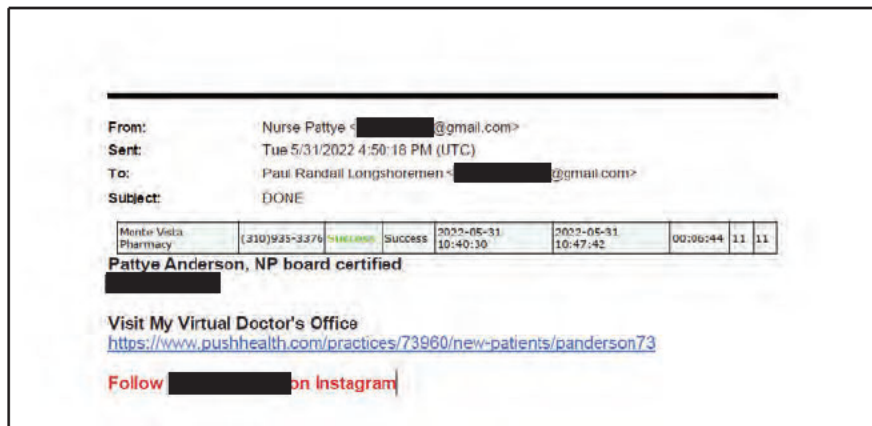 From: Nurse Pattye < @gmail.com>
Sent: Tue 5/31/2022 4:50:18 PM (UTC)
To: Paul Randall Longshoremen < @gmail.com>
Subject: DONE
Monte Vista Pharmacy (310)935-3376 Success Success 2022-05-31 10:40:30 2022-05-31 10:47:42 00:06:44 11 11
Pattye Anderson, NP board certified
Visit My Virtual Doctor's Office
https://www.pushhealth.com/practices/73960/new-patients/panderson73
Follow on Instagram